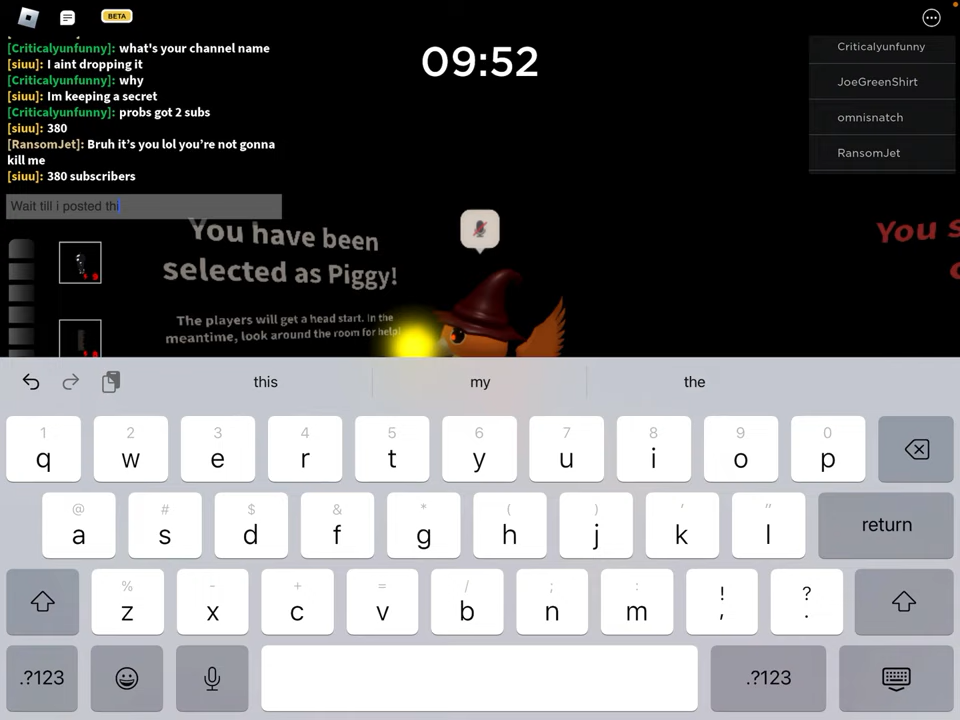 BETA
[Criticalyunfunny]: what's your channel name
[siuu]: I aint dropping it
[Criticalyunfunny]: why
[siuu]: Im keeping a secret
[Criticalyunfunny]: probs got 2 subs
[siuu]: 380
[RansomJet]: Bruh it’s you lol you’re not gonna
kill me
[siuu]: 380 subscribers
Wait till i posted thi
09:52
Criticalyunfunny
JoeGreenShirt
omnisnatch
RansomJet
You have been
selected as Piggy!
The players will get a head start. In the
meantime, look around the room for help!
You s
this my the
1 2 3 4 5 6 7 8 9 0
q w e r t y u i o p
@ # $ & * ( ) ' "
a s d f g h j k l return
% - + = / ; : ! ?
z x c v b n m , .
.?123 .?123